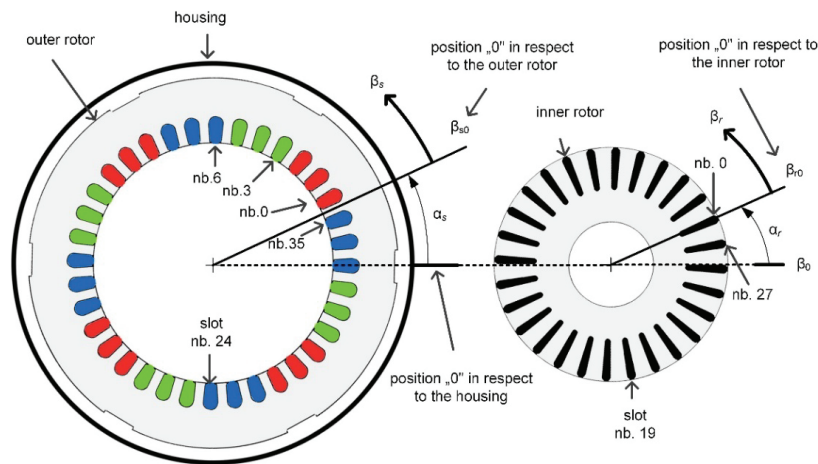 housing
outer rotor
position „0” in respect
to the outer rotor
position „0” in respect to
the inner rotor
βs
βs0
inner rotor
βr
nb. 0
βr0
nb.6
nb.3
nb.0
nb.35
αs
αr
β0
nb. 27
slot
nb. 24
position „0” in respect
to the housing
slot
nb. 19